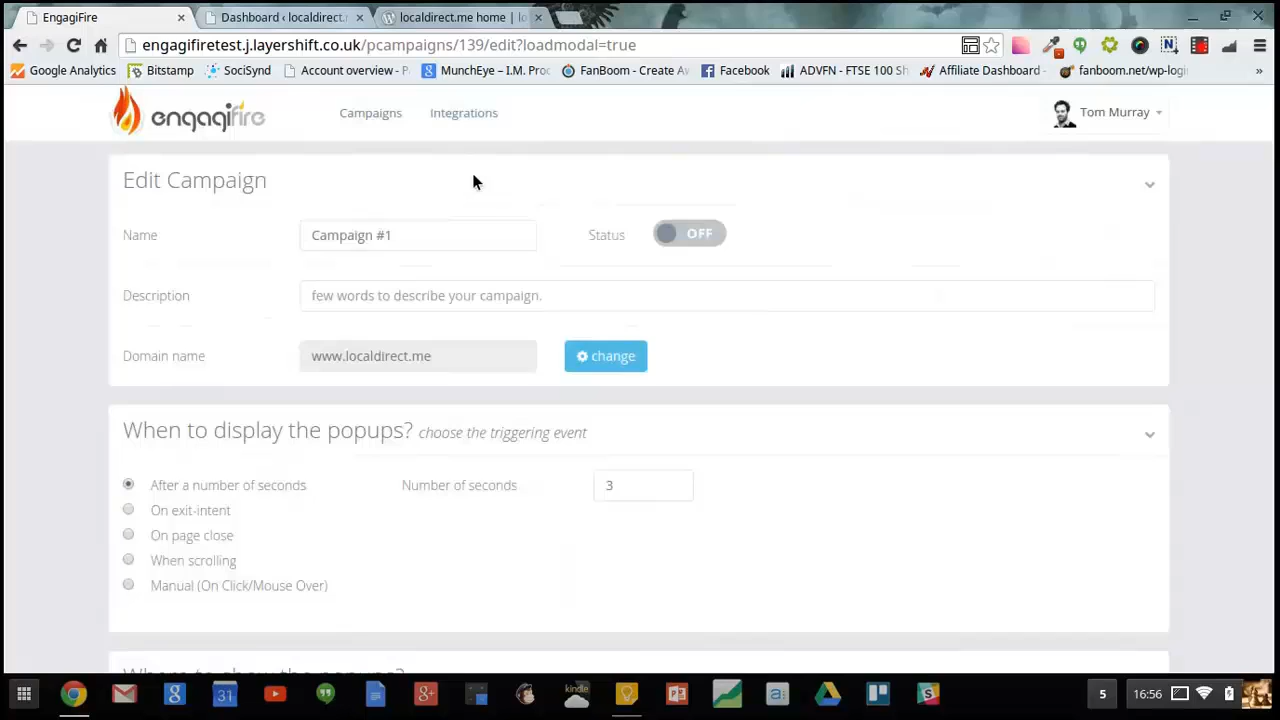 EngagiFire × Dashboard ‹ localdirect. × localdirect.me home | lo ×
engagifiretest.j.layershift.co.uk/pcampaigns/139/edit?loadmodal=true
Google Analytics Bitstamp SociSynd Account overview - P MunchEye – I.M. Pro FanBoom - Create Av Facebook ADVFN - FTSE 100 Sh Affiliate Dashboard - fanboom.net/wp-logi »
engagifire Campaigns Integrations Tom Murray
Edit Campaign
Name Campaign #1 Status OFF
Description few words to describe your campaign.
Domain name www.localdirect.me change
When to display the popups? choose the triggering event
After a number of seconds Number of seconds 3
On exit-intent
On page close
When scrolling
Manual (On Click/Mouse Over)
31 5 16:56